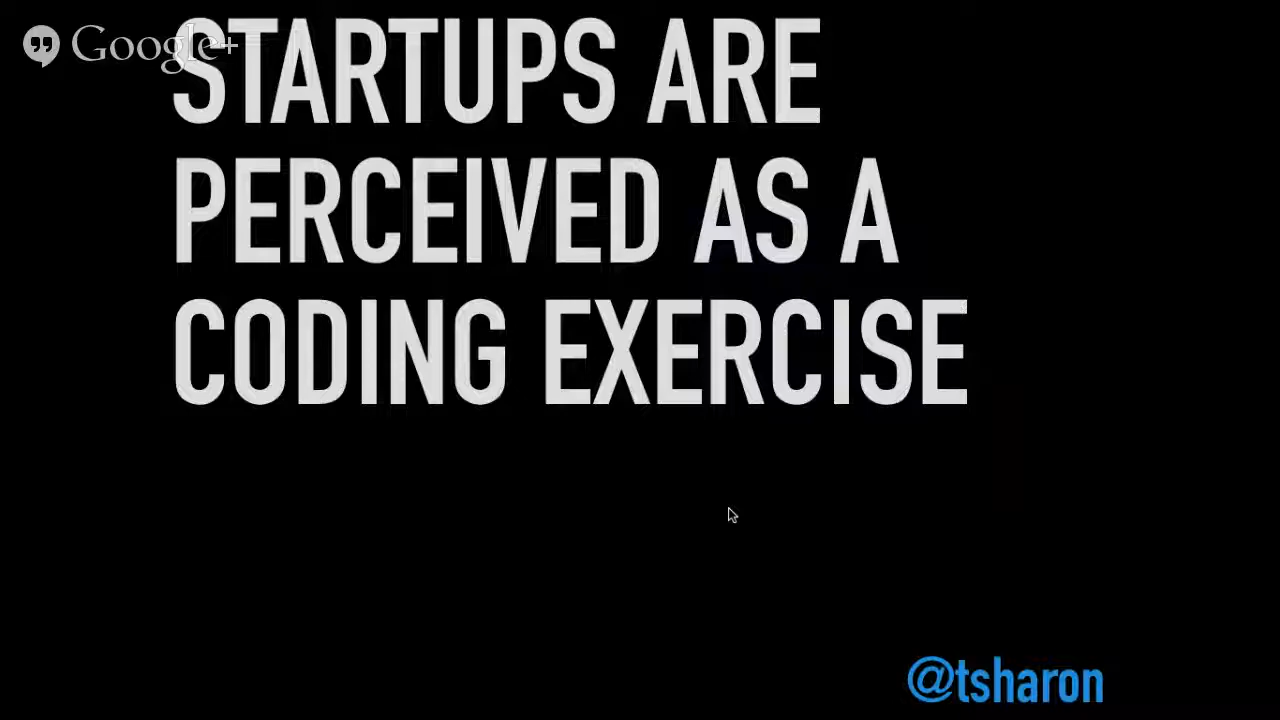 Google+
STARTUPS ARE
PERCEIVED AS A
CODING EXERCISE
@tsharon